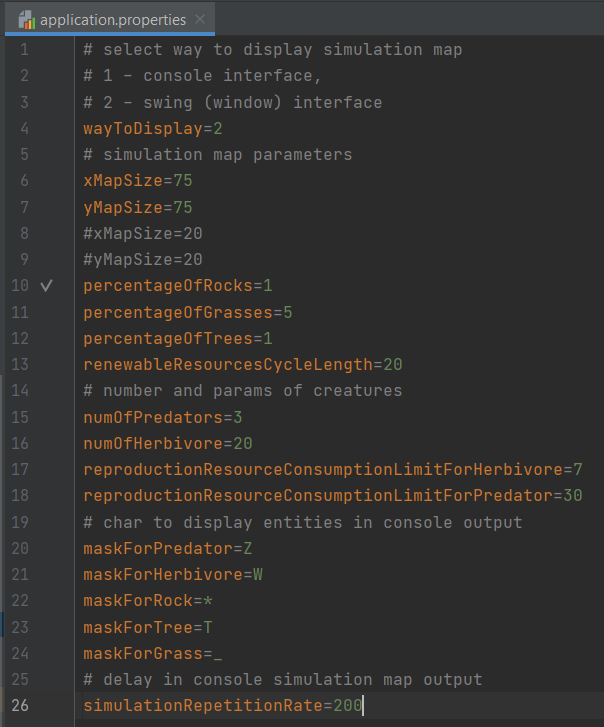 application.properties
1 # select way to display simulation map
2 # 1 – console interface,
3 # 2 – swing (window) interface
4 wayToDisplay=2
5 # simulation map parameters
6 xMapSize=75
7 yMapSize=75
8 #xMapSize=20
9 #yMapSize=20
10 percentageOfRocks=1
11 percentageOfGrasses=5
12 percentageOfTrees=1
13 renewableResourcesCycleLength=20
14 # number and params of creatures
15 numOfPredators=3
16 numOfHerbivore=20
17 reproductionResourceConsumptionLimitForHerbivore=7
18 reproductionResourceConsumptionLimitForPredator=30
19 # char to display entities in console output
20 maskForPredator=Z
21 maskForHerbivore=W
22 maskForRock=*
23 maskForTree=T
24 maskForGrass=_
25 # delay in console simulation map output
26 simulationRepetitionRate=200